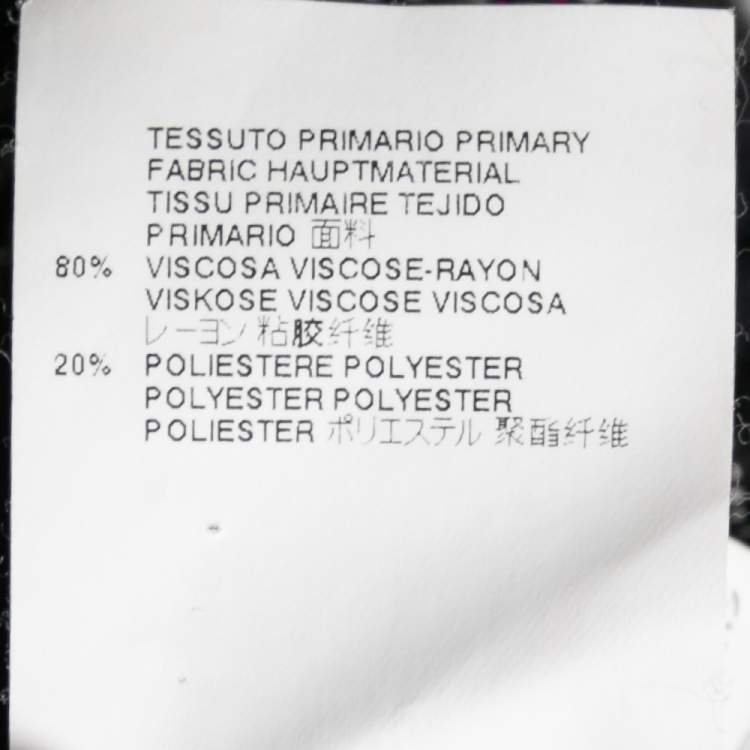 TESSUTO PRIMARIO PRIMARY
FABRIC HAUPTMATERIAL
TISSU PRIMAIRE TEJIDO
PRIMARIO 面料
80% VISCOSA VISCOSE-RAYON
VISKOSE VISCOSE VISCOSA
レーヨン 粘胶纤维
20% POLIESTERE POLYESTER
POLYESTER POLYESTER
POLIESTER ポリエステル 聚酯纤维